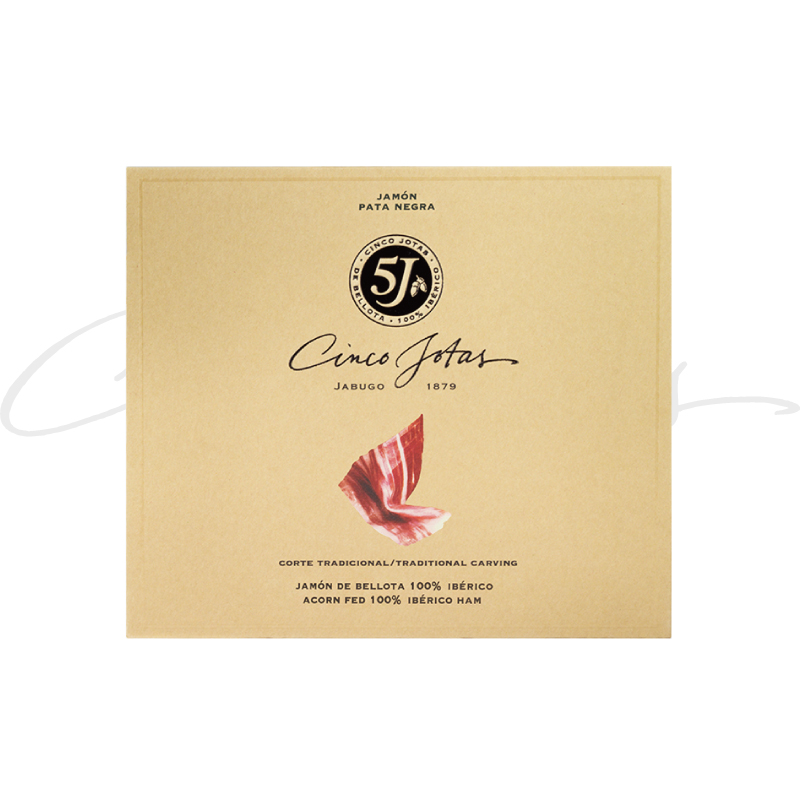 JAMÓN
PATA NEGRA
· CINCO JOTAS ·
DE BELLOTA · 100% IBÉRICO
5J
Cinco Jotas
JABUGO 1879
CORTE TRADICIONAL/TRADITIONAL CARVING
JAMÓN DE BELLOTA 100% IBÉRICO
ACORN FED 100% IBÉRICO HAM